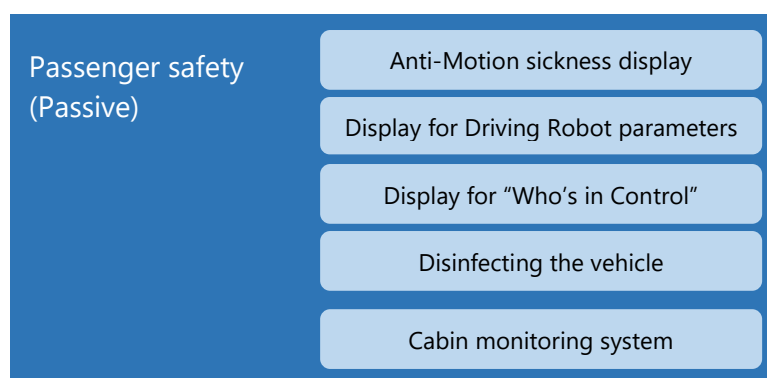 Passenger safety
(Passive)
Anti-Motion sickness display
Display for Driving Robot parameters
Display for “Who’s in Control”
Disinfecting the vehicle
Cabin monitoring system